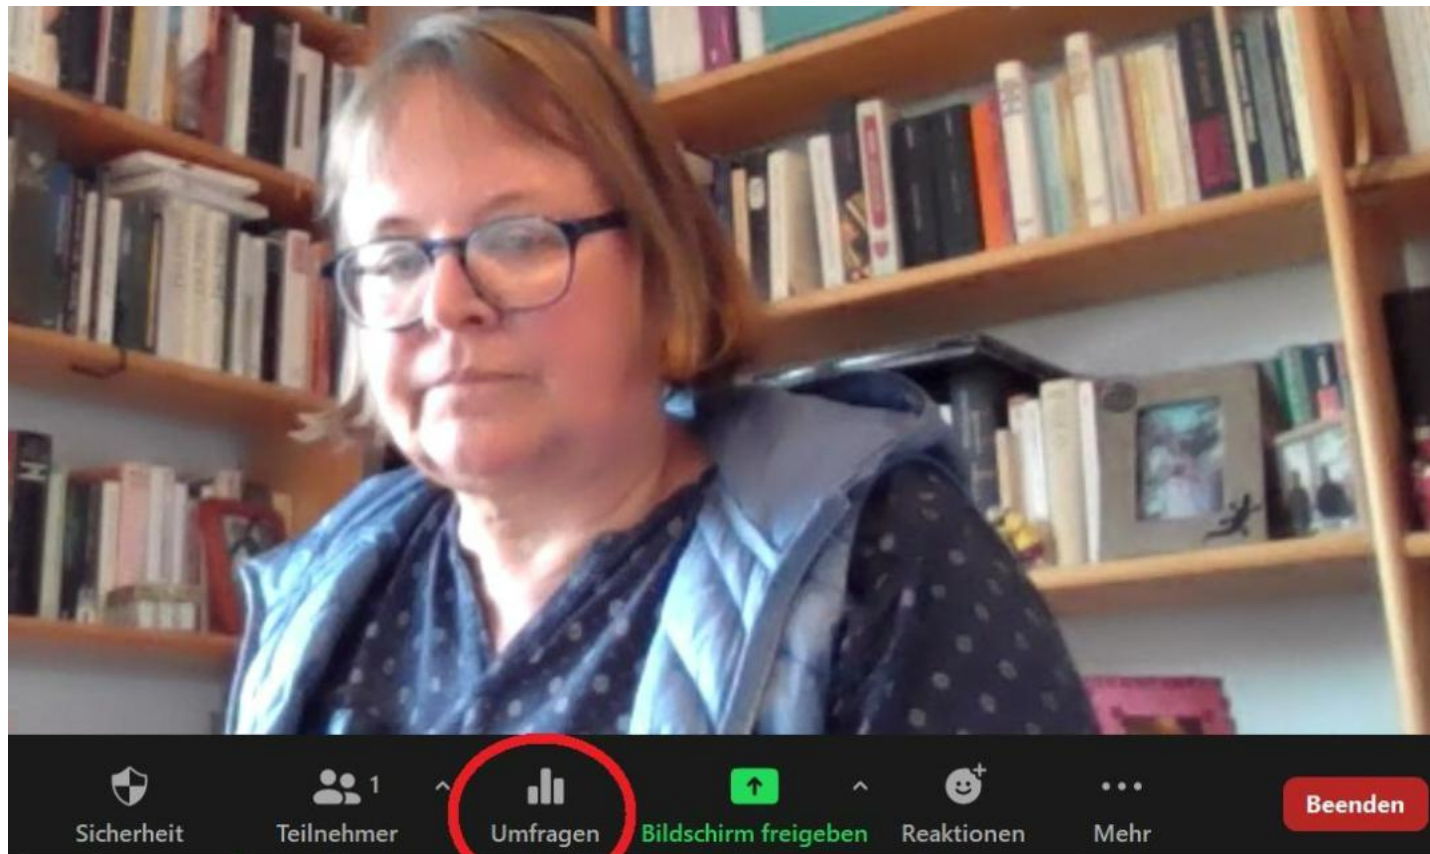 1
Sicherheit
Teilnehmer
Umfragen
Bildschirm freigeben
Reaktionen
Mehr
Beenden